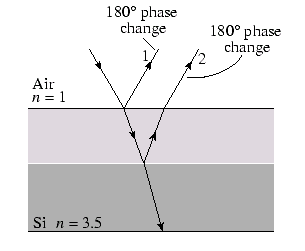 180° phase
change
1
2
180° phase
change
Air
n = 1
Si n = 3.5